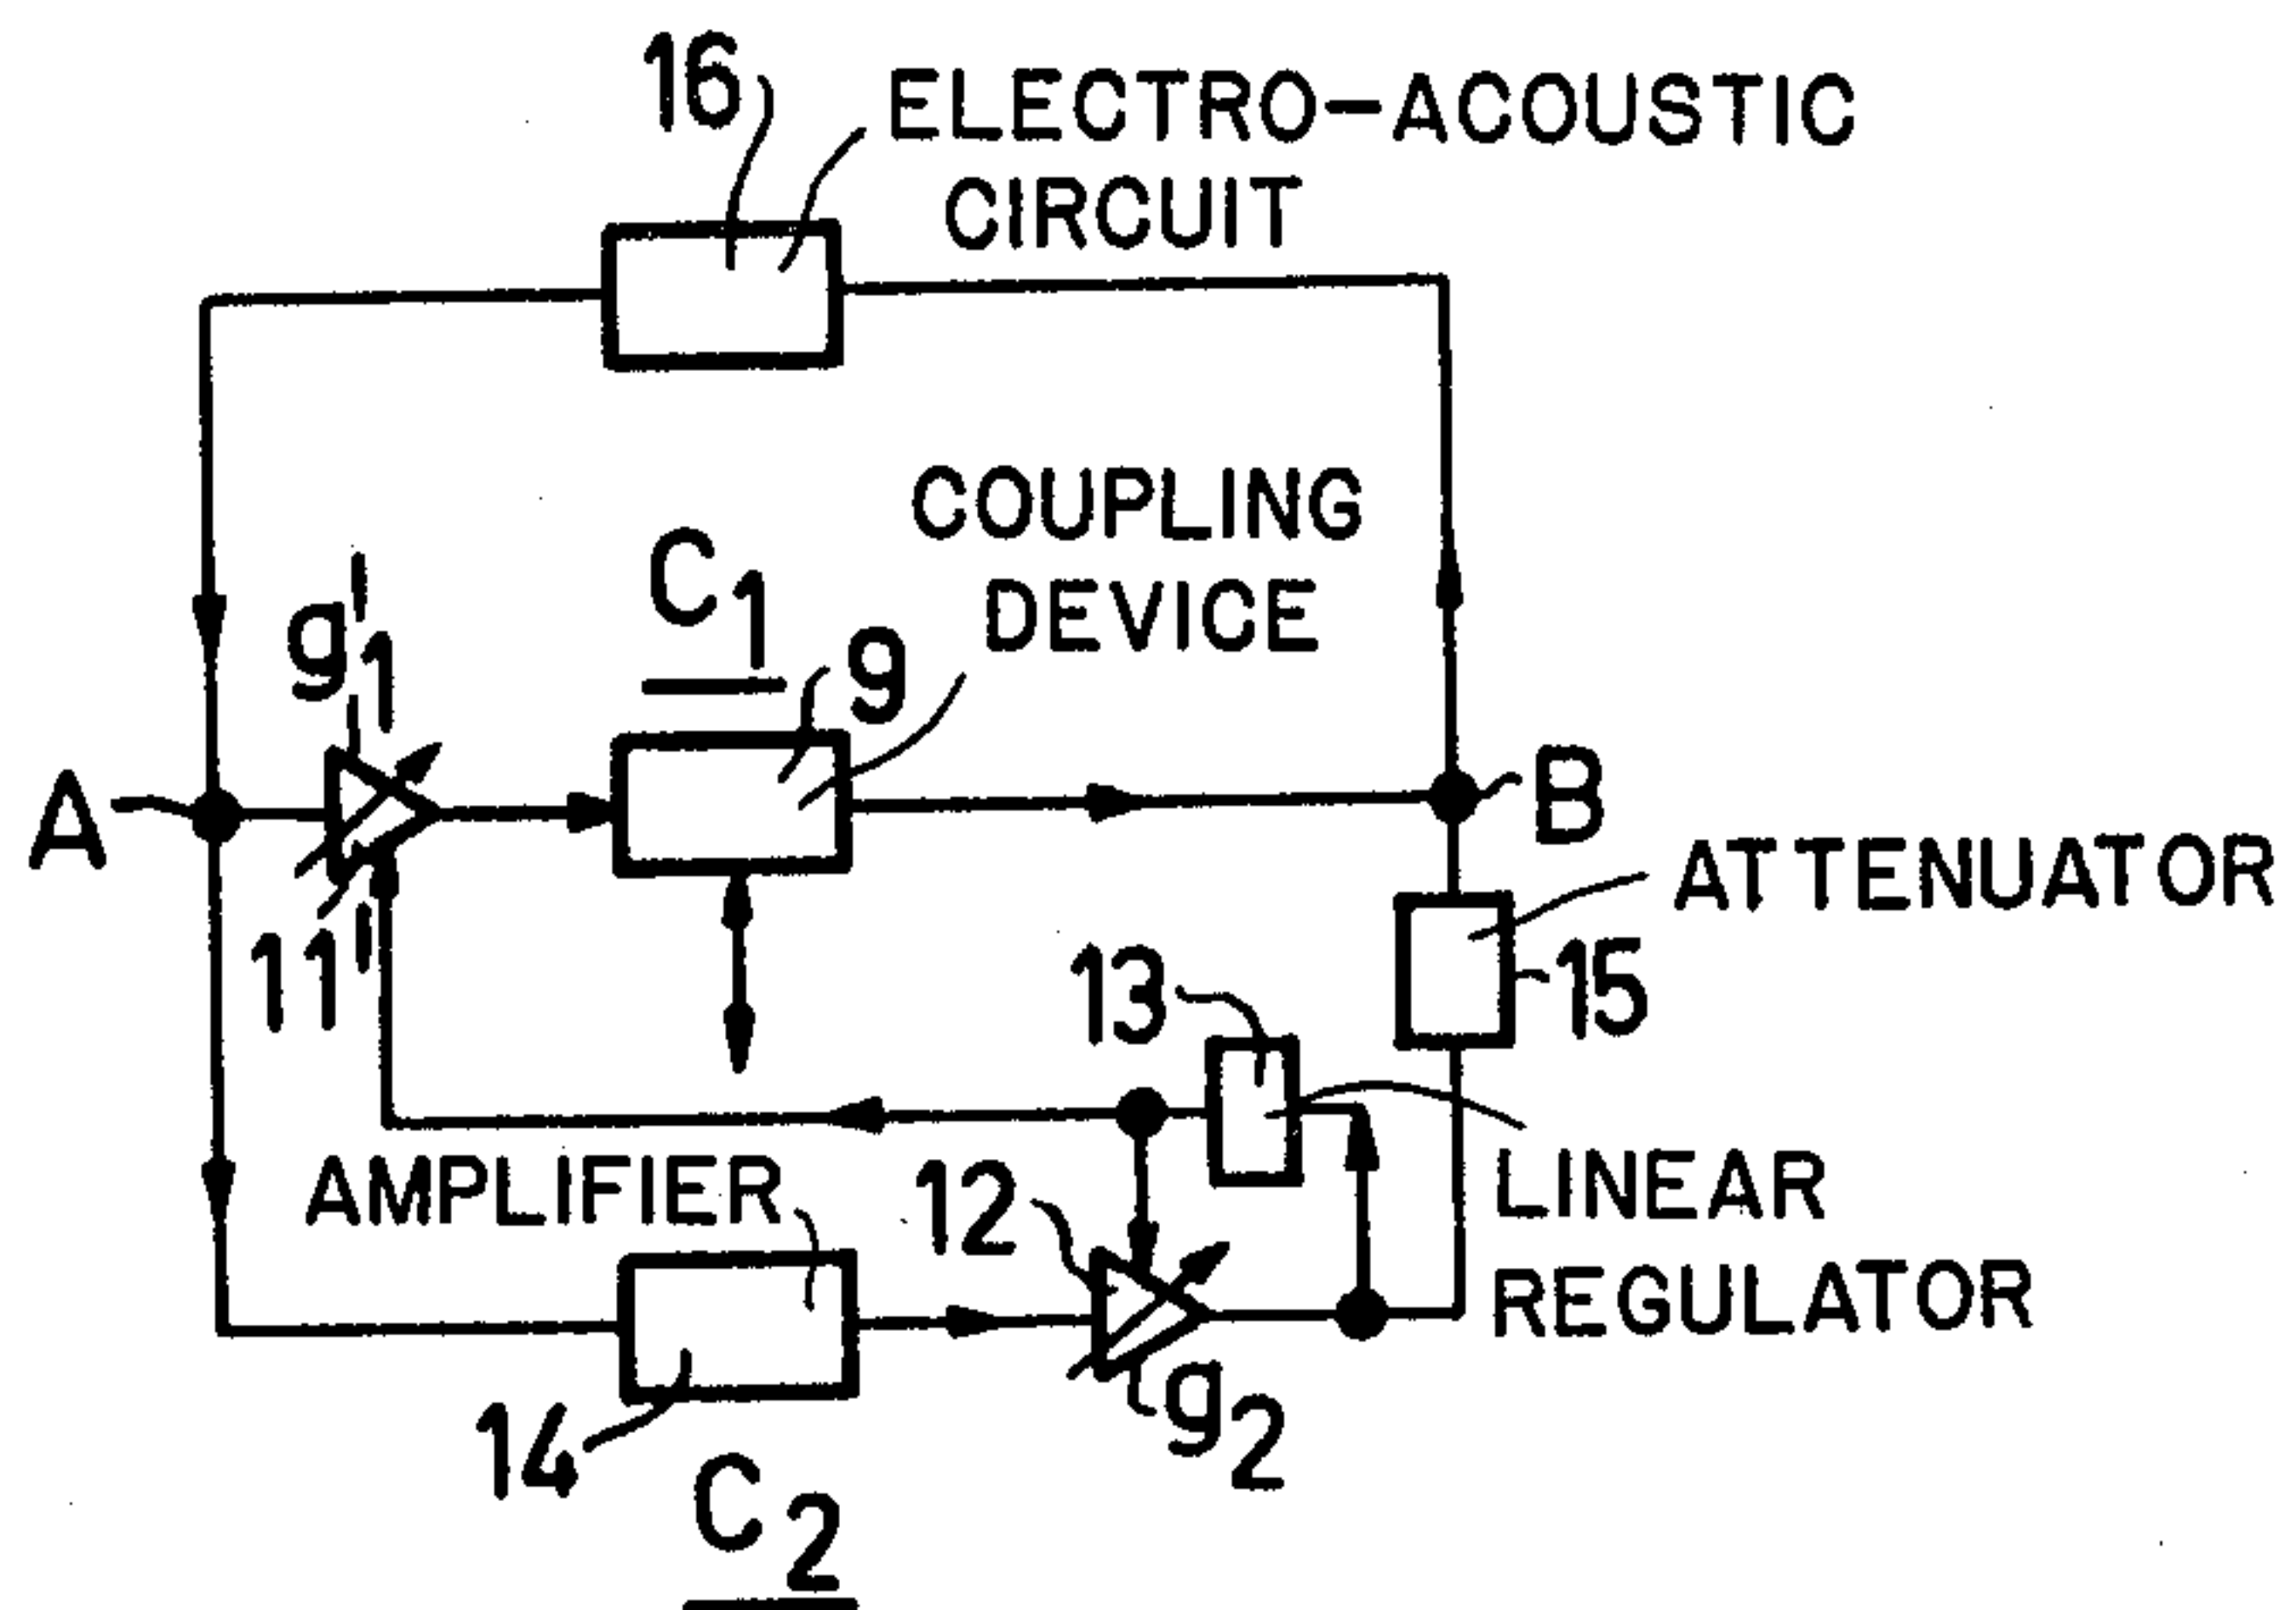 16
ELECTRO-ACOUSTIC
CIRCUIT
COUPLING
DEVICE
C1
g'1
9
A
B
ATTENUATOR
11'
13
15
AMPLIFIER
12
LINEAR
REGULATOR
14
g2
C2